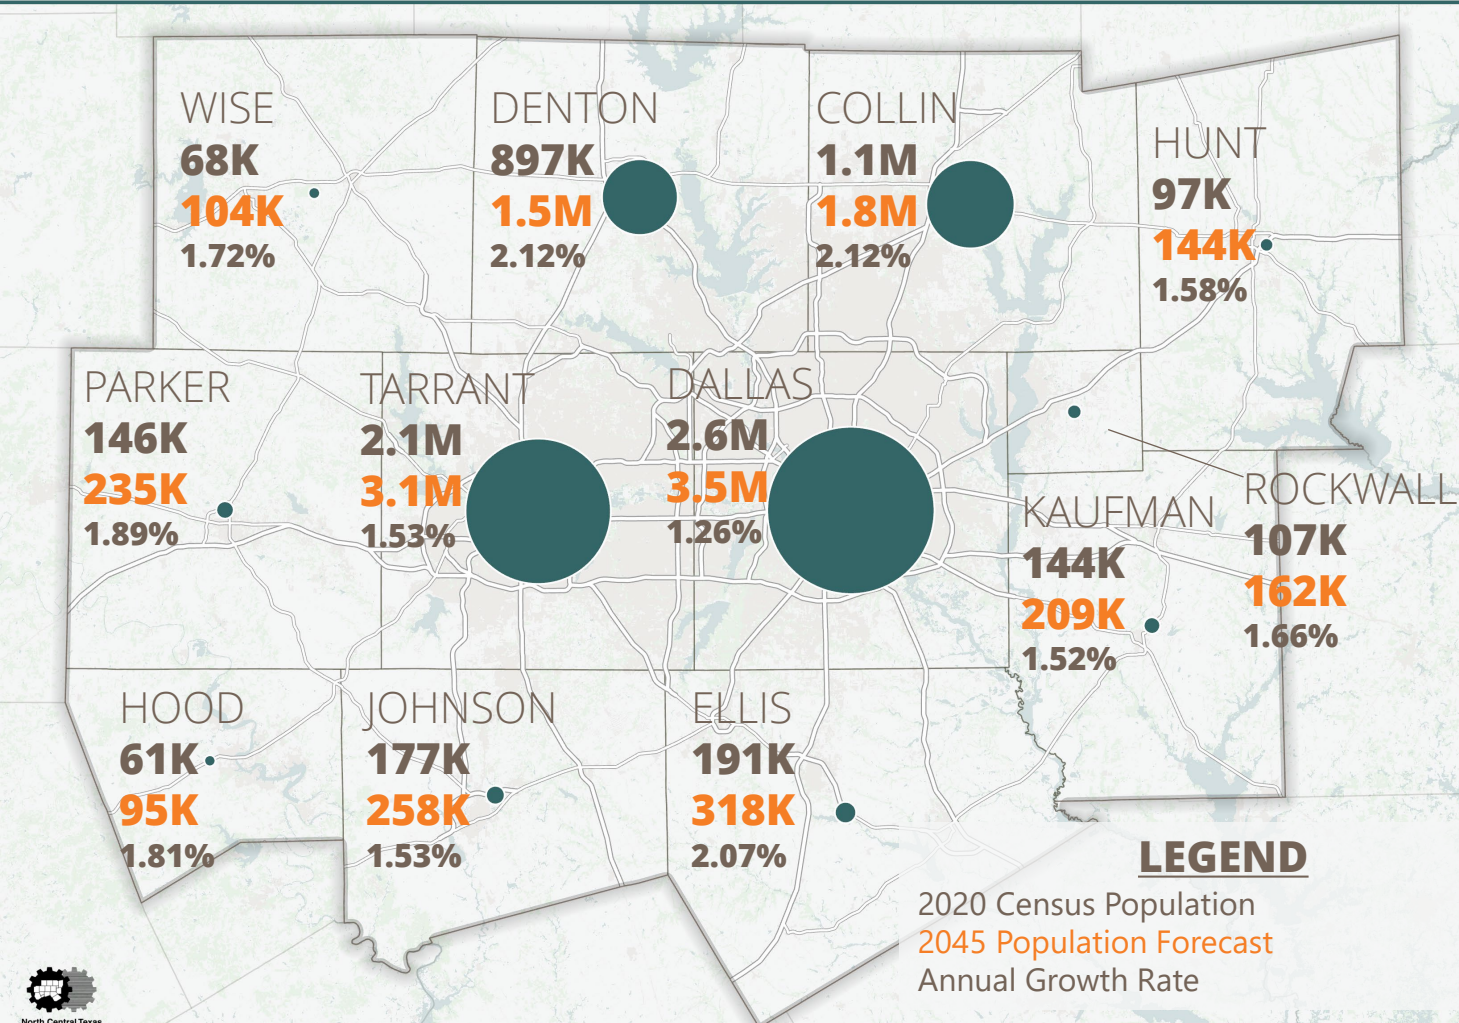 WISE
68K
104K
1.72%
DENTON
897K
1.5M
2.12%
COLLIN
1.1M
1.8M
2.12%
HUNT
97K
144K
1.58%
PARKER
146K
235K
1.89%
TARRANT
2.1M
3.1M
1.53%
DALLAS
2.6M
3.5M
1.26%
KAUFMAN
144K
209K
1.52%
ROCKWALL
107K
162K
1.66%
HOOD
61K
95K
1.81%
JOHNSON
177K
258K
1.53%
ELLIS
191K
318K
2.07%
LEGEND
2020 Census Population
2045 Population Forecast
Annual Growth Rate
North Central Texas